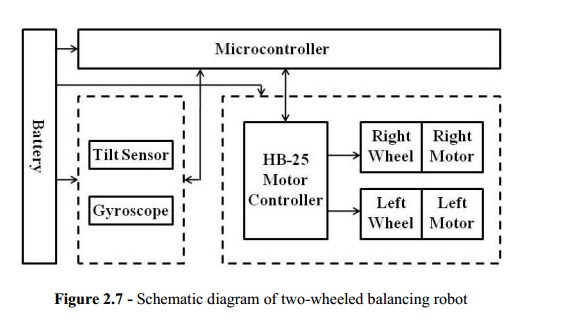 Microcontroller
Battery
Tilt Sensor
Gyroscope
HB-25
Motor
Controller
Right
Wheel
Right
Motor
Left
Wheel
Left
Motor
Figure 2.7 - Schematic diagram of two-wheeled balancing robot